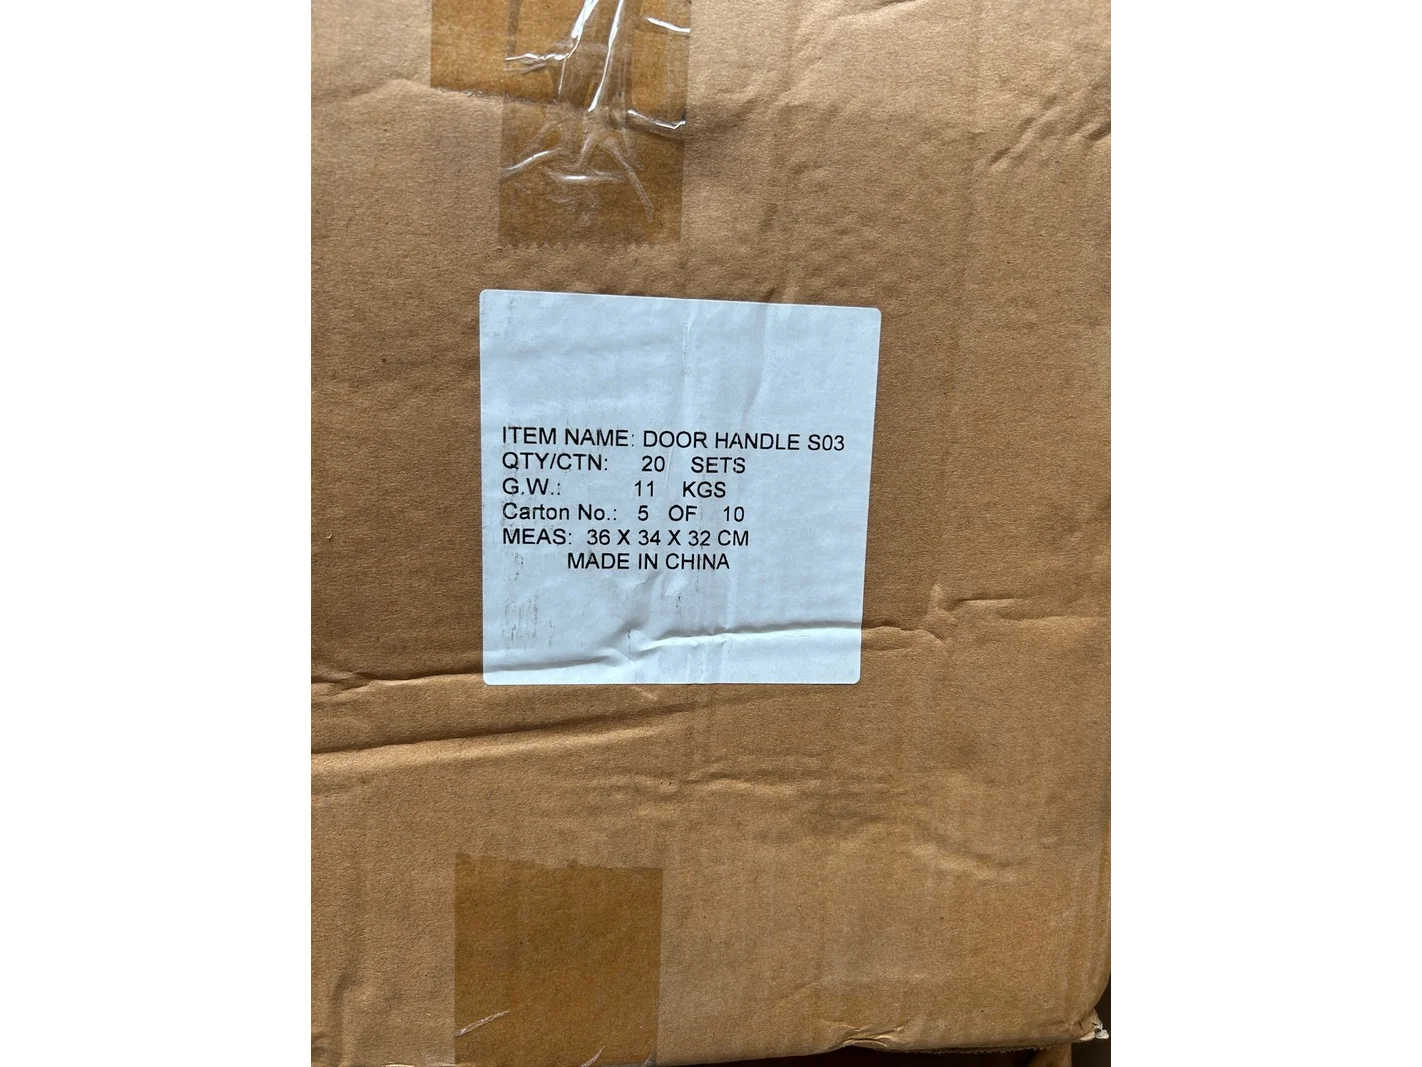 ITEM NAME: DOOR HANDLE S03
QTY/CTN: 20 SETS
G.W.: 11 KGS
Carton No.: 5 OF 10
MEAS: 36 X 34 X 32 CM
MADE IN CHINA